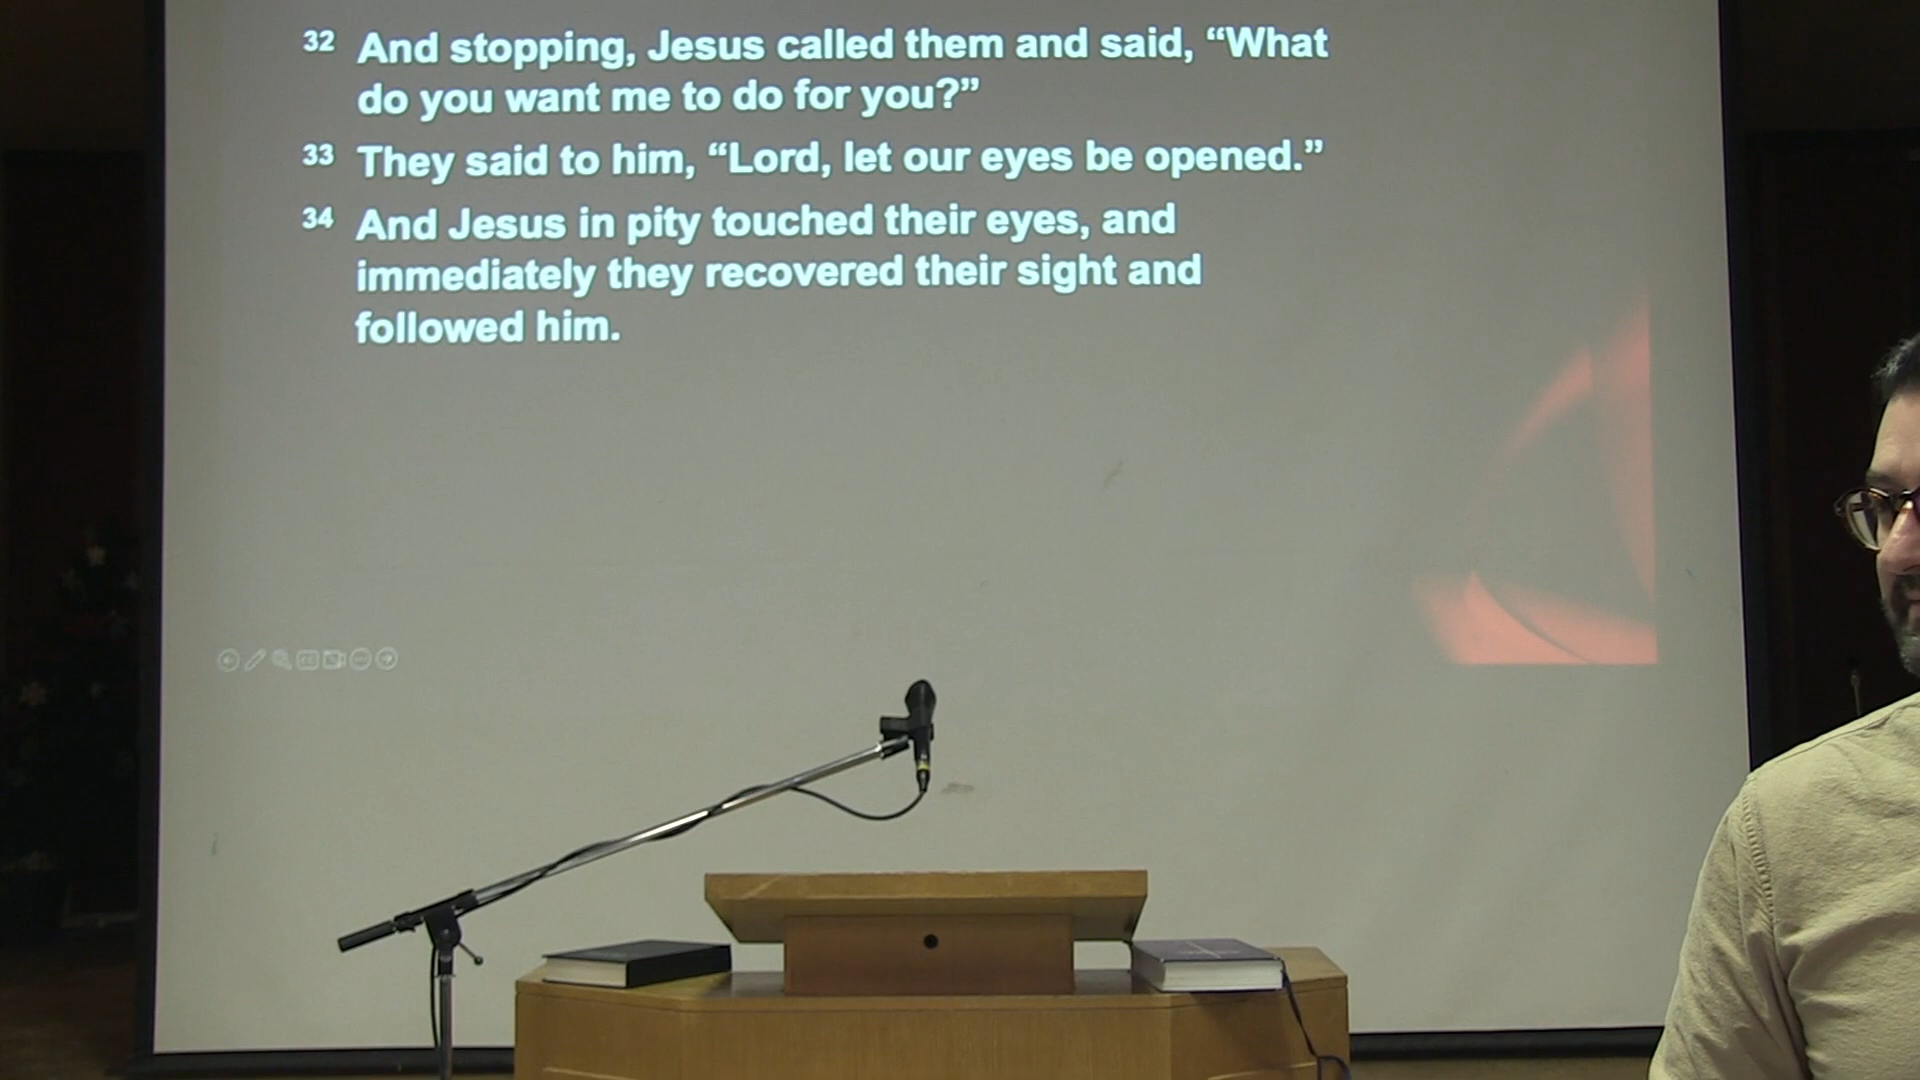 32 And stopping, Jesus called them and said, “What
do you want me to do for you?”
33 They said to him, “Lord, let our eyes be opened.”
34 And Jesus in pity touched their eyes, and
immediately they recovered their sight and
followed him.